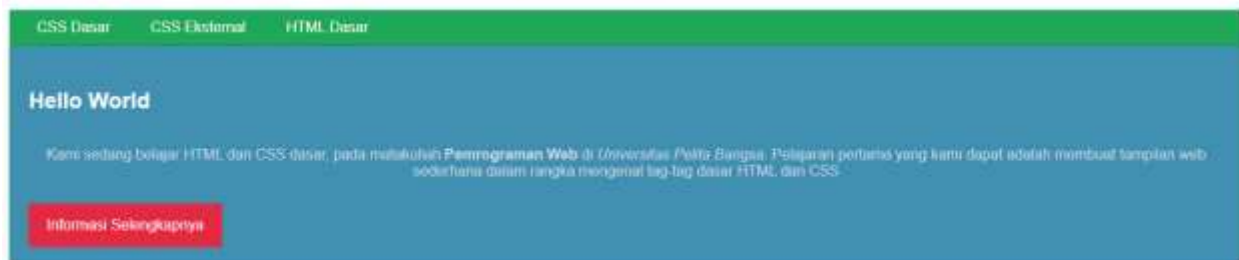 CSS Dasar CSS Eksternal HTML Dasar
Hello World
Kami sedang belajar HTML dan CSS dasar, pada matakuliah Pemrograman Web di Universitas Pelita Bangsa. Pelajaran pertama yang kami dapat adalah membuat tampilan web
sederhana dalam rangka mengenal tag-tag dasar HTML dan CSS
Informasi Selengkapnya